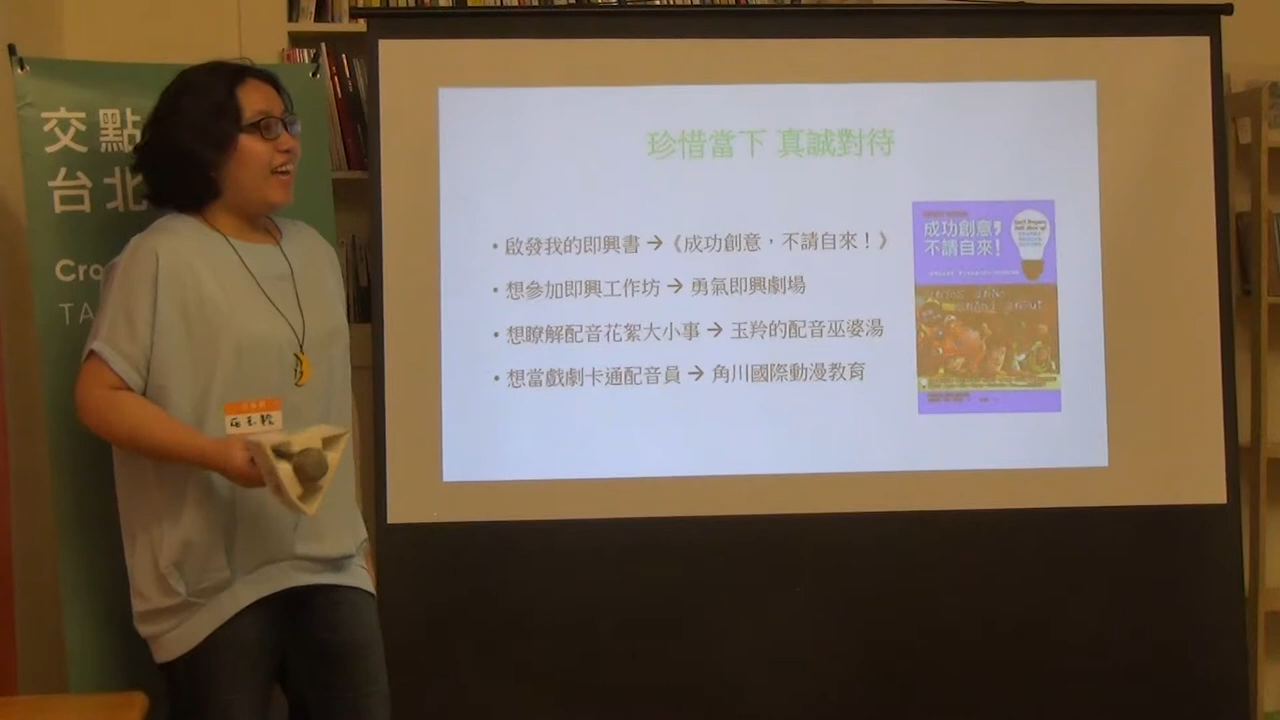 交點
台北
Cro
TA
珍惜當下 真誠對待
• 啟發我的即興書 → 《成功創意，不請自來！》
• 想參加即興工作坊 → 勇氣即興劇場
• 想瞭解配音花絮大小事 → 玉羚的配音巫婆湯
• 想當戲劇卡通配音員 → 角川國際動漫教育
成功創意，
不請自來！